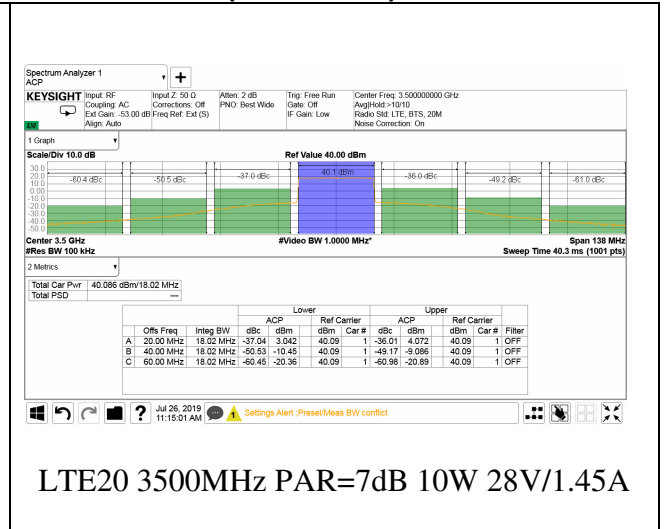 Spectrum Analyzer 1
ACP
+
KEYSIGHT Input: RF Input Z: 50 Ω Atten: 2 dB Trig: Free Run Center Freq: 3.500000000 GHz
Coupling: AC Corrections: Off PNO: Best Wide Gate: Off Avg|Hold:>10/10
Ext Gain: -53.00 dB Freq Ref: Ext (S) IF Gain: Low Radio Std: LTE, BTS, 20M
Align: Auto Noise Correction: On
1 Graph
Scale/Div 10.0 dB Ref Value 40.00 dBm
30.0
20.0
10.0
0.00
-10.0
-20.0
-30.0
-40.0
-50.0
-60.4 dBc -50.5 dBc -37.0 dBc 40.1 dBm -36.0 dBc -49.2 dBc -61.0 dBc
Center 3.5 GHz #Video BW 1.0000 MHz* Span 138 MHz
#Res BW 100 kHz Sweep Time 40.3 ms (1001 pts)
2 Metrics
Total Car Pwr 40.086 dBm/18.02 MHz
Total PSD ---
Lower Upper
ACP Ref Carrier ACP Ref Carrier
Offs Freq Integ BW dBc dBm dBm Car # dBc dBm dBm Car # Filter
A 20.00 MHz 18.02 MHz -37.04 3.042 40.09 1 -36.01 4.072 40.09 1 OFF
B 40.00 MHz 18.02 MHz -50.53 -10.45 40.09 1 -49.17 -9.086 40.09 1 OFF
C 60.00 MHz 18.02 MHz -60.45 -20.36 40.09 1 -60.98 -20.89 40.09 1 OFF
? Jul 26, 2019
11:15:01 AM
Settings Alert ;Presel/Meas BW conflict
LTE20 3500MHz PAR=7dB 10W 28V/1.45A